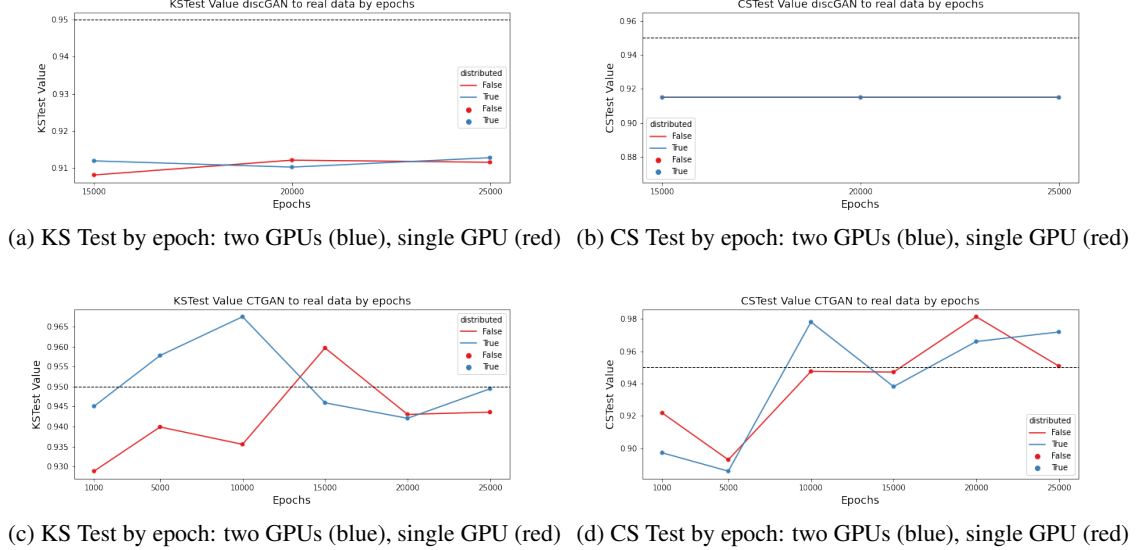 KSTest Value discGAN to real data by epochs
0.95
0.94
0.93
0.92
0.91
KSTest Value
distributed
False
True
False
True
15000
20000
25000
Epochs
CSTest Value discGAN to real data by epochs
0.96
0.94
0.92
0.90
0.88
CSTest Value
distributed
False
True
False
True
15000
20000
25000
Epochs
(a) KS Test by epoch: two GPUs (blue), single GPU (red)
(b) CS Test by epoch: two GPUs (blue), single GPU (red)
KSTest Value CTGAN to real data by epochs
0.965
0.960
0.955
0.950
0.945
0.940
0.935
0.930
KSTest Value
distributed
False
True
False
True
1000
5000
10000
15000
20000
25000
Epochs
CSTest Value CTGAN to real data by epochs
0.98
0.96
0.94
0.92
0.90
CSTest Value
distributed
False
True
False
True
1000
5000
10000
15000
20000
25000
Epochs
(c) KS Test by epoch: two GPUs (blue), single GPU (red)
(d) CS Test by epoch: two GPUs (blue), single GPU (red)